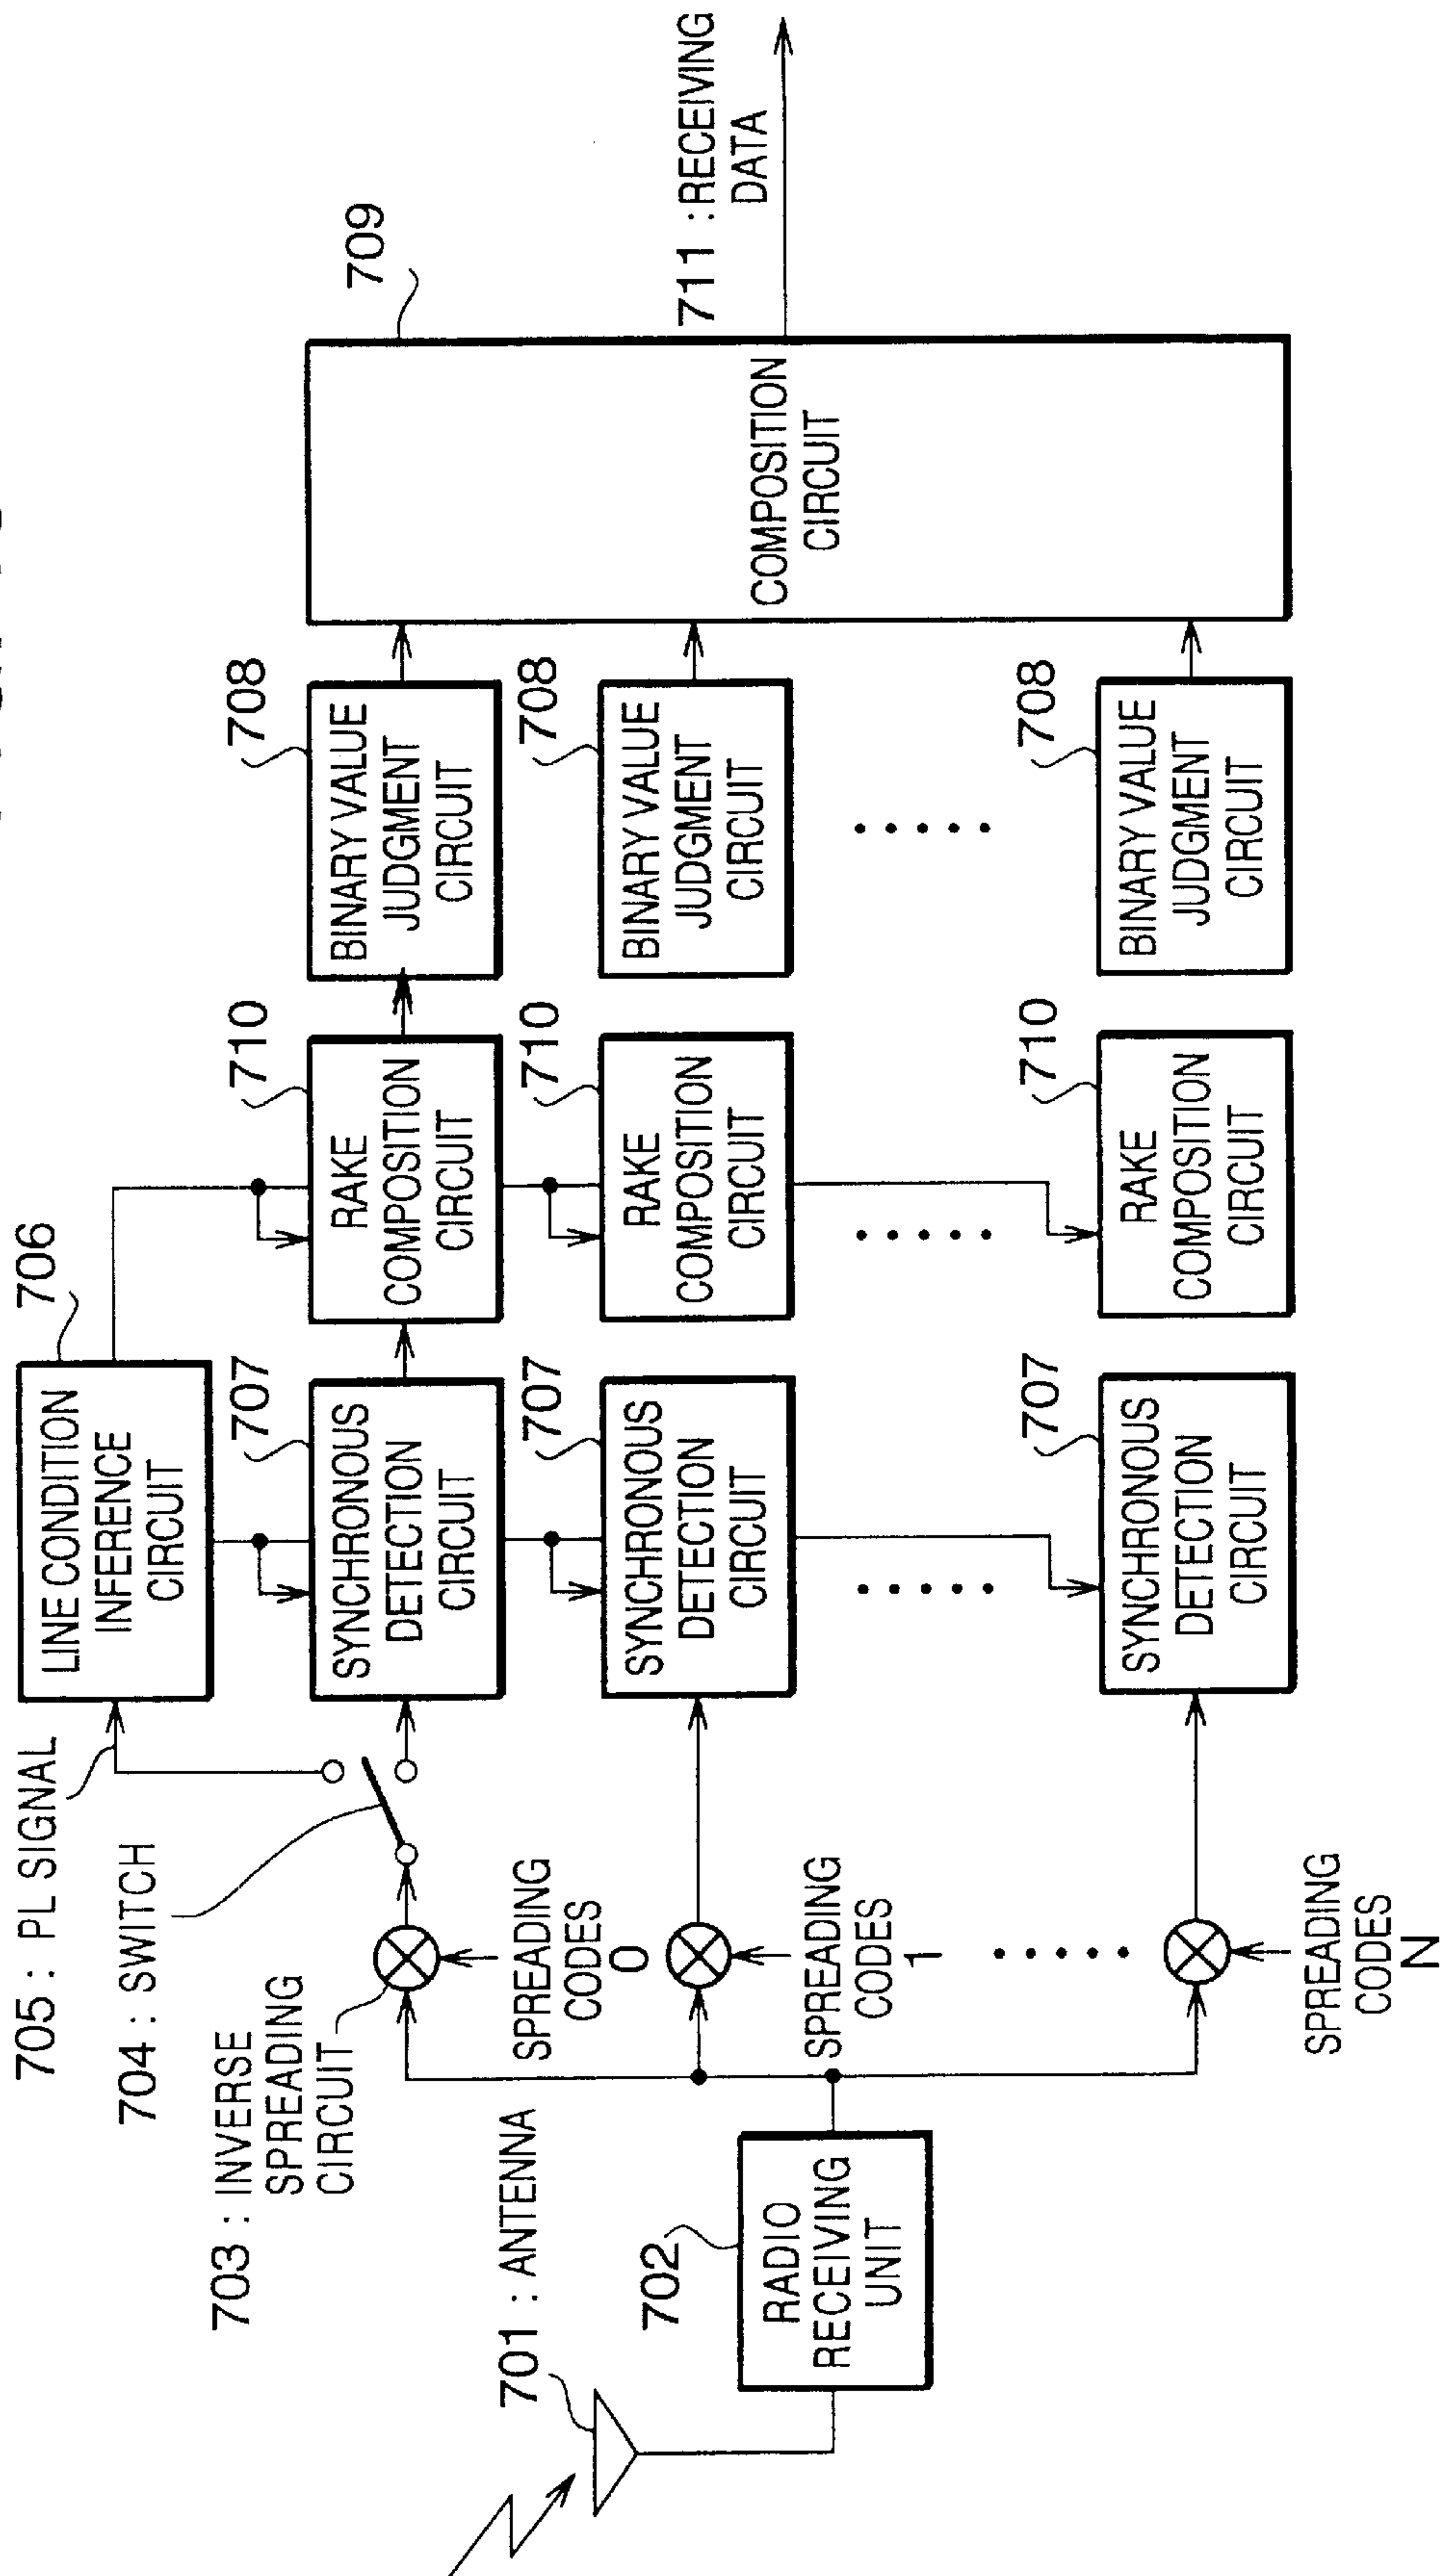 705 : PL SIGNAL
704 : SWITCH
703 : INVERSE
SPREADING
CIRCUIT
701 : ANTENNA
702
RADIO
RECEIVING
UNIT
SPREADING
CODES
0
SPREADING
CODES
1
SPREADING
CODES
N
706
LINE CONDITION
INFERENCE
CIRCUIT
707
SYNCHRONOUS
DETECTION
CIRCUIT
707
SYNCHRONOUS
DETECTION
CIRCUIT
707
SYNCHRONOUS
DETECTION
CIRCUIT
710
RAKE
COMPOSITION
CIRCUIT
710
RAKE
COMPOSITION
CIRCUIT
710
RAKE
COMPOSITION
CIRCUIT
708
BINARY VALUE
JUDGMENT
CIRCUIT
708
BINARY VALUE
JUDGMENT
CIRCUIT
708
BINARY VALUE
JUDGMENT
CIRCUIT
709
COMPOSITION
CIRCUIT
711 : RECEIVING
DATA